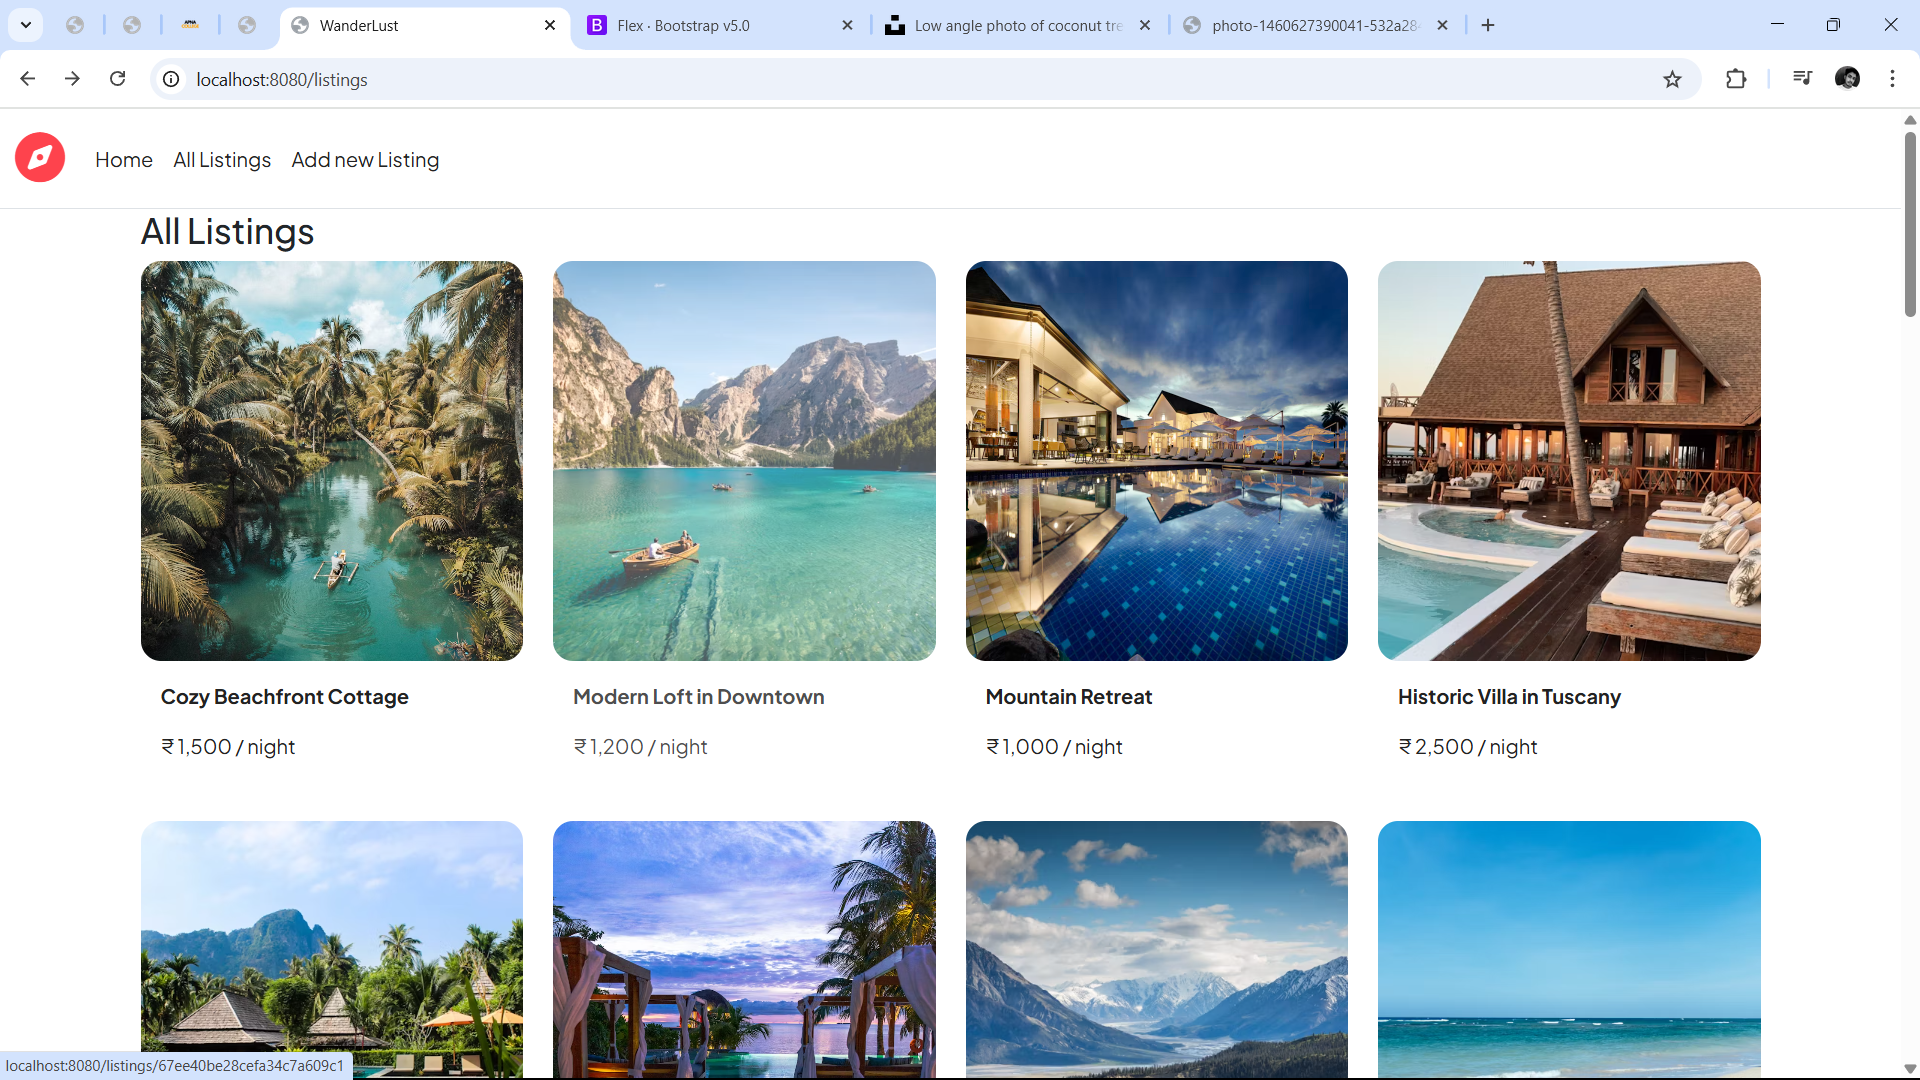 WanderLust
Flex · Bootstrap v5.0
Low angle photo of coconut tre
photo-1460627390041-532a28
localhost:8080/listings
Home
All Listings
Add new Listing
All Listings
Cozy Beachfront Cottage
Modern Loft in Downtown
Mountain Retreat
Historic Villa in Tuscany
₹ 1,500 / night
₹ 1,200 / night
₹ 1,000 / night
₹ 2,500 / night
localhost:8080/listings/67ee40be28cefa34c7a609c1